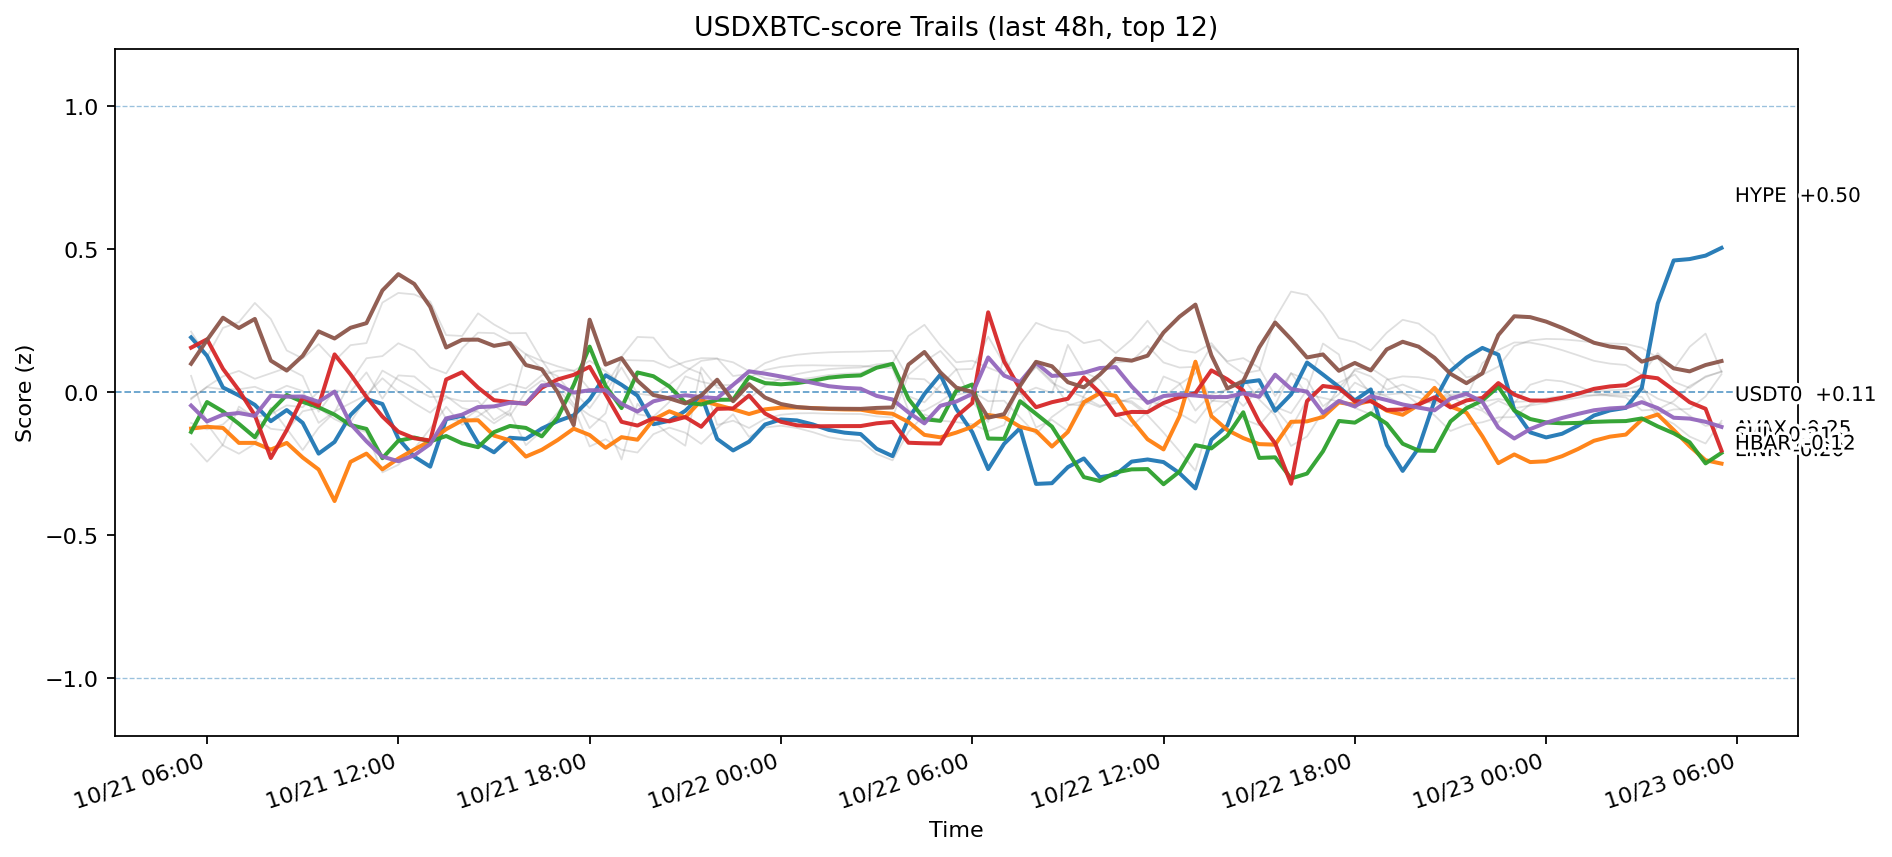 USDXBTC-score Trails (last 48h, top 12)
Score (z)
1.0
0.5
0.0
−0.5
−1.0
HYPE +0.50
USDT0 +0.11
HBAR -0.12
10/21 06:00
10/21 12:00
10/21 18:00
10/22 00:00
10/22 06:00
10/22 12:00
10/22 18:00
10/23 00:00
10/23 06:00
Time